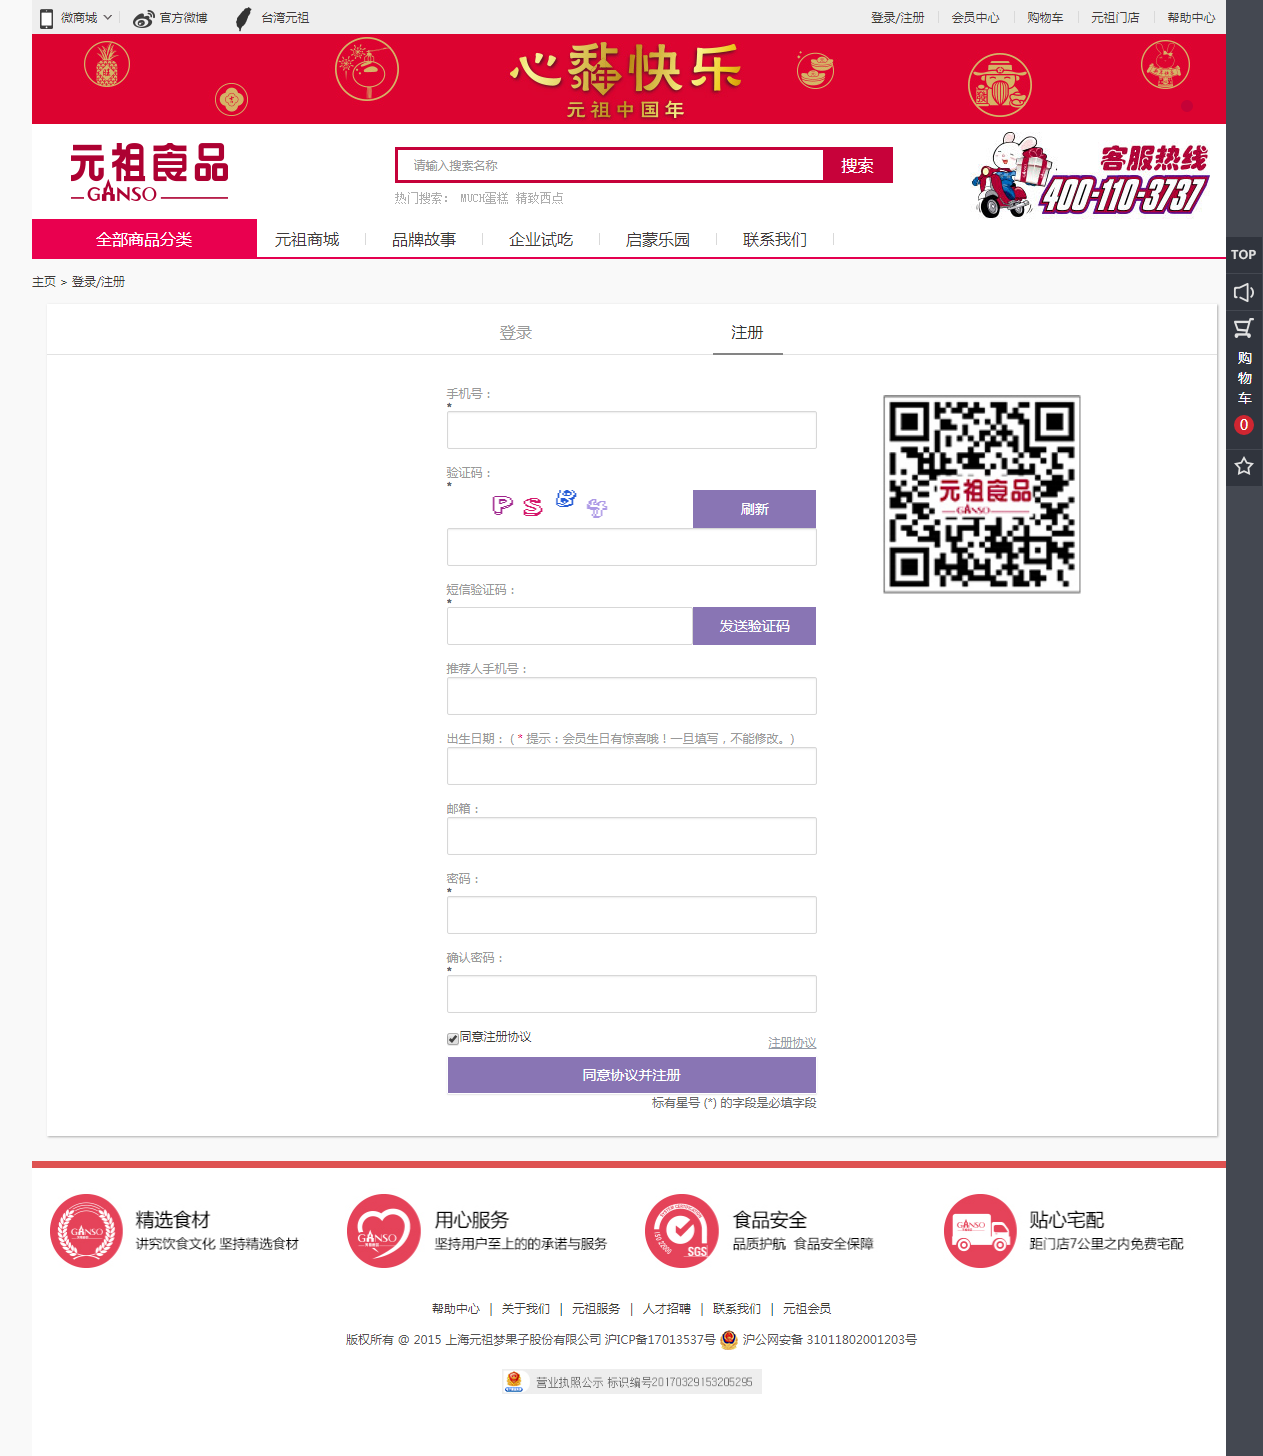 微商城 官方微博 台湾元祖 登录/注册 会员中心 购物车 元祖门店 帮助中心
心黏快乐
元祖中国年
元祖食品
GANSO
请输入搜索名称 搜索
热门搜索： MUCH蛋糕 精致西点
客服热线
400-110-3737
全部商品分类 元祖商城 品牌故事 企业试吃 启蒙乐园 联系我们
主页 > 登录/注册
TOP
购
物
车
0
登录 注册
手机号：
*
验证码：
*
P S
刷新
短信验证码：
*
发送验证码
元祖食品
GANSO
推荐人手机号：
出生日期：（ * 提示：会员生日有惊喜哦！一旦填写，不能修改。）
邮箱：
密码：
*
确认密码：
*
同意注册协议 注册协议
同意协议并注册
标有星号 (*) 的字段是必填字段
GANSO
精选食材
讲究饮食文化 坚持精选食材
GANSO
用心服务
坚持用户至上的的承诺与服务
ISO 22000
SGS
食品安全
品质护航 食品安全保障
GANSO
贴心宅配
距门店7公里之内免费宅配
帮助中心 | 关于我们 | 元祖服务 | 人才招聘 | 联系我们 | 元祖会员
版权所有 @ 2015 上海元祖梦果子股份有限公司 沪ICP备17013537号 沪公网安备 31011802001203号
营业执照公示 标识编号20170329153205295